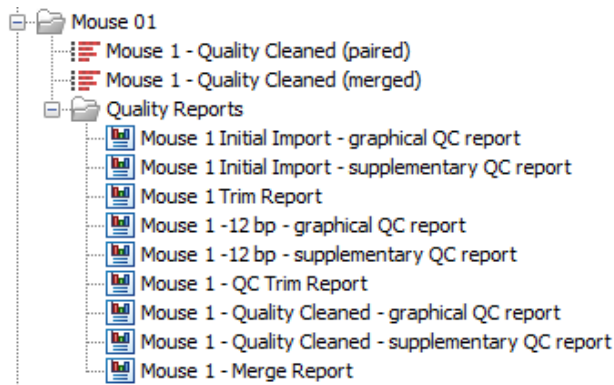 Mouse 01
Mouse 1 - Quality Cleaned (paired)
Mouse 1 - Quality Cleaned (merged)
Quality Reports
Mouse 1 Initial Import - graphical QC report
Mouse 1 Initial Import - supplementary QC report
Mouse 1 Trim Report
Mouse 1 -12 bp - graphical QC report
Mouse 1 -12 bp - supplementary QC report
Mouse 1 - QC Trim Report
Mouse 1 - Quality Cleaned - graphical QC report
Mouse 1 - Quality Cleaned - supplementary QC report
Mouse 1 - Merge Report